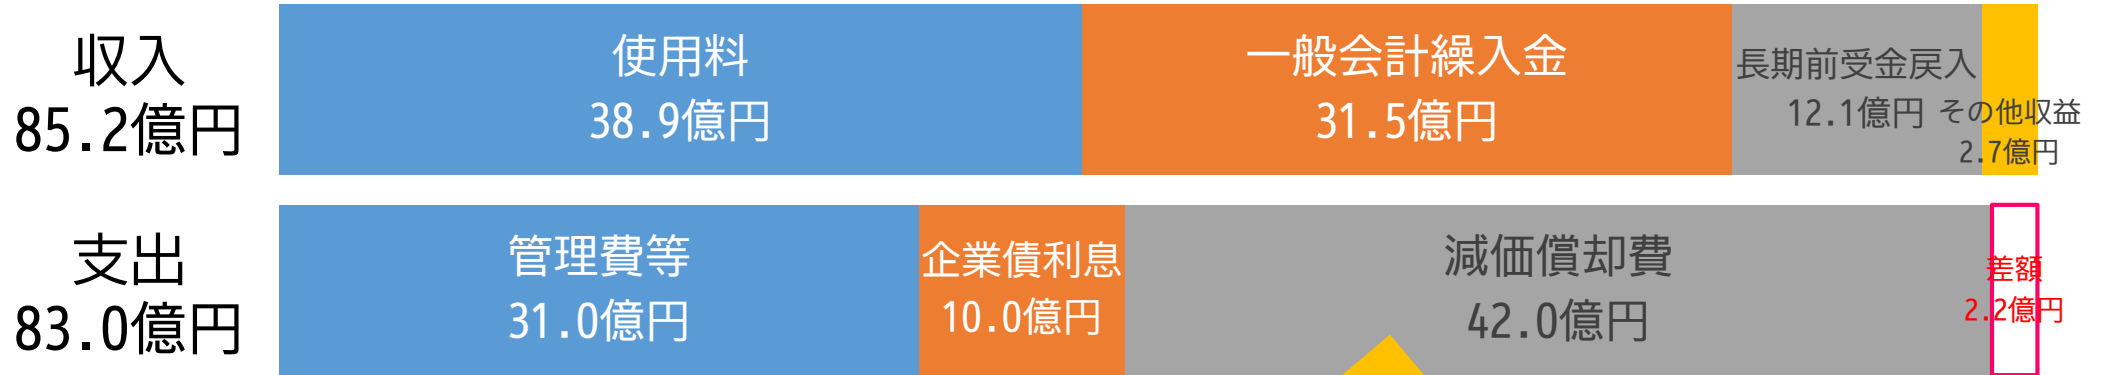 収入
85.2億円
使用料
38.9億円
一般会計繰入金
31.5億円
長期前受金戻入
12.1億円
その他収益
2.7億円
支出
83.0億円
管理費等
31.0億円
企業債利息
10.0億円
減価償却費
42.0億円
差額
2.2億円